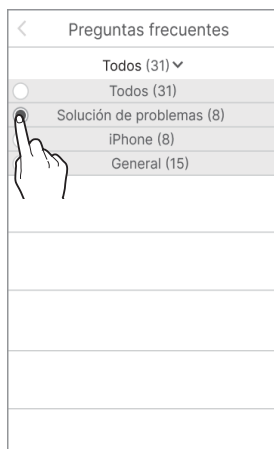 Preguntas frecuentes
Todos (31)
Todos (31)
Solución de problemas (8)
iPhone (8)
General (15)